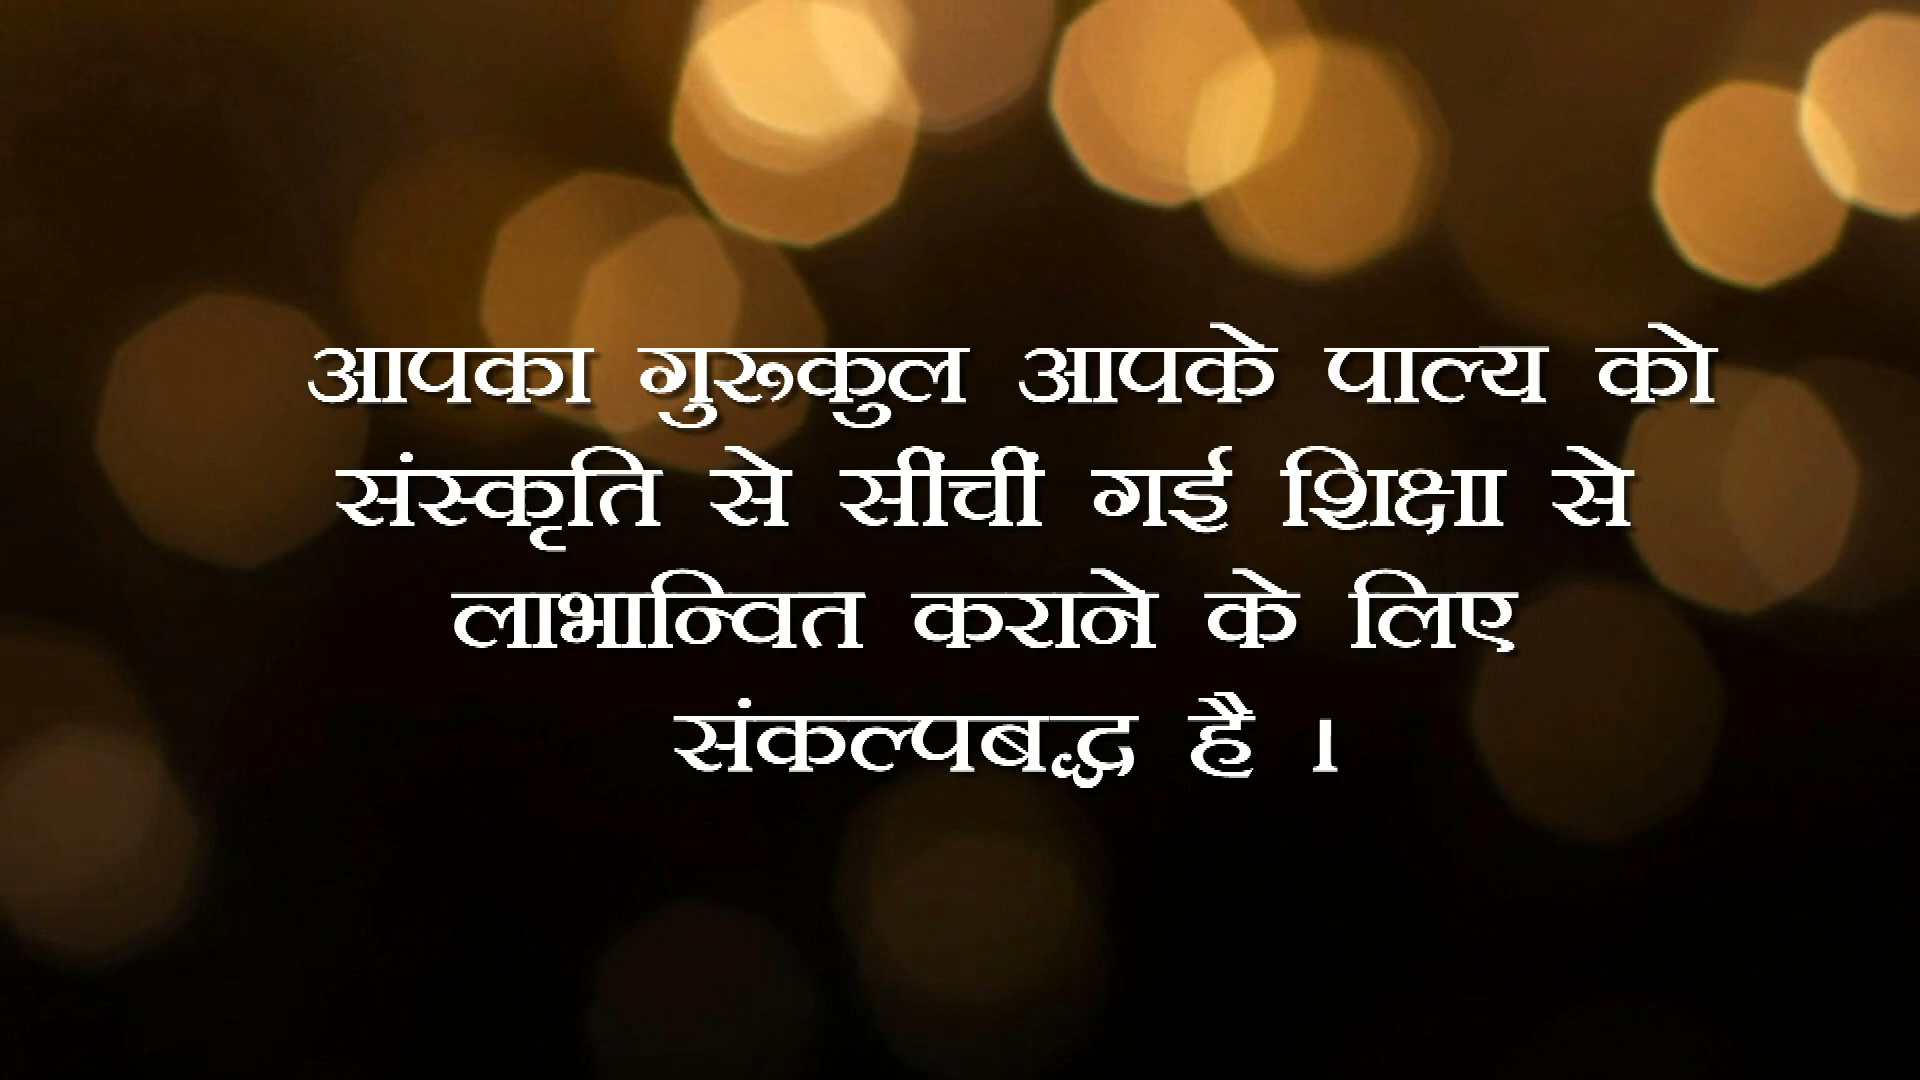 आपका गुरुकुल आपके पाल्य को
संस्कृति से सींचीं गई शिक्षा से
लाभान्वित कराने के लिए
संकल्पबद्ध है ।